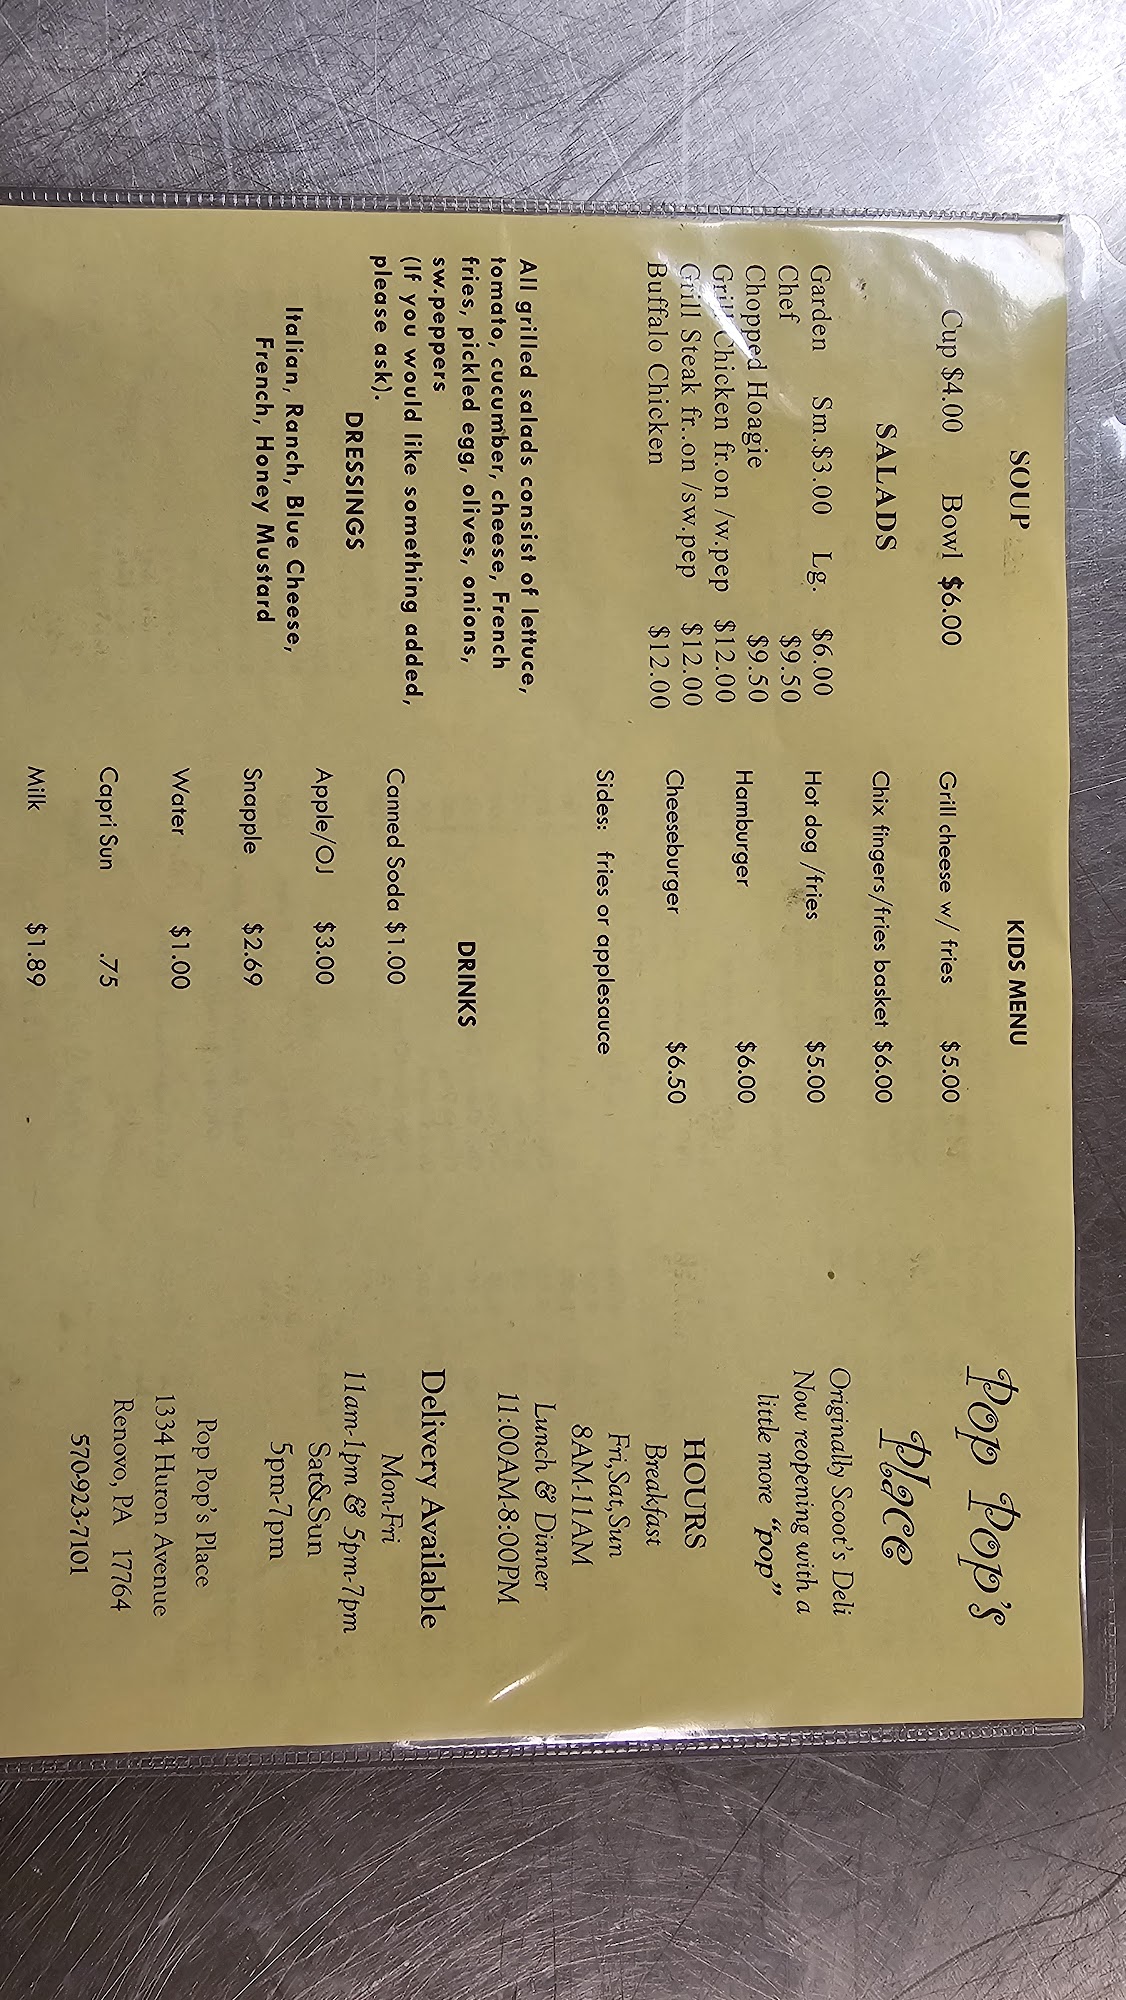 SOUP
Cup $4.00 Bowl $6.00
SALADS
Garden Sm.$3.00 Lg. $6.00
Chef $9.50
Chopped Hoagie $9.50
Grill Chicken fr.on /w.pep $12.00
Grill Steak fr..on /sw.pep $12.00
Buffalo Chicken $12.00
All grilled salads consist of lettuce,
tomato, cucumber, cheese, French
fries, pickled egg, olives, onions,
sw.peppers
(If you would like something added,
please ask).
DRESSINGS
Italian, Ranch, Blue Cheese,
French, Honey Mustard
KIDS MENU
Grill cheese w/ fries $5.00
Chix fingers/fries basket $6.00
Hot dog /fries $5.00
Hamburger $6.00
Cheeseburger $6.50
Sides: fries or applesauce
DRINKS
Canned Soda $1.00
Apple/OJ $3.00
Snapple $2.69
Water $1.00
Capri Sun .75
Milk $1.89
Pop Pop's
Place
Originally Scoot's Deli
Now reopening with a
little more "pop"
HOURS
Breakfast
Fri,Sat,Sun
8AM-11AM
Lunch & Dinner
11:00AM-8:00PM
Delivery Available
Mon-Fri
11am-1pm & 5pm-7pm
Sat&Sun
5pm-7pm
Pop Pop's Place
1334 Huron Avenue
Renovo, PA 17764
570-923-7101